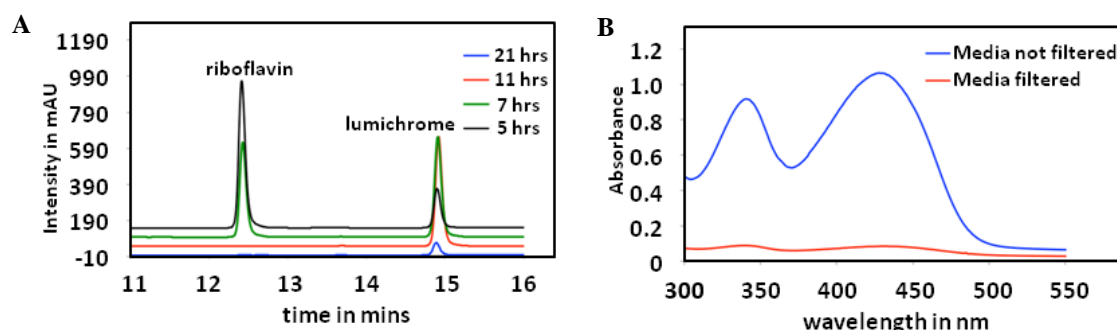 A
1190
990
790
590
390
190
-10
Intensity in mAU
riboflavin
lumichrome
21 hrs
11 hrs
7 hrs
5 hrs
11 12 13 14 15 16
time in mins
B
1.2
1.0
0.8
0.6
0.4
0.2
0
Absorbance
Media not filtered
Media filtered
300 350 400 450 500 550
wavelength in nm